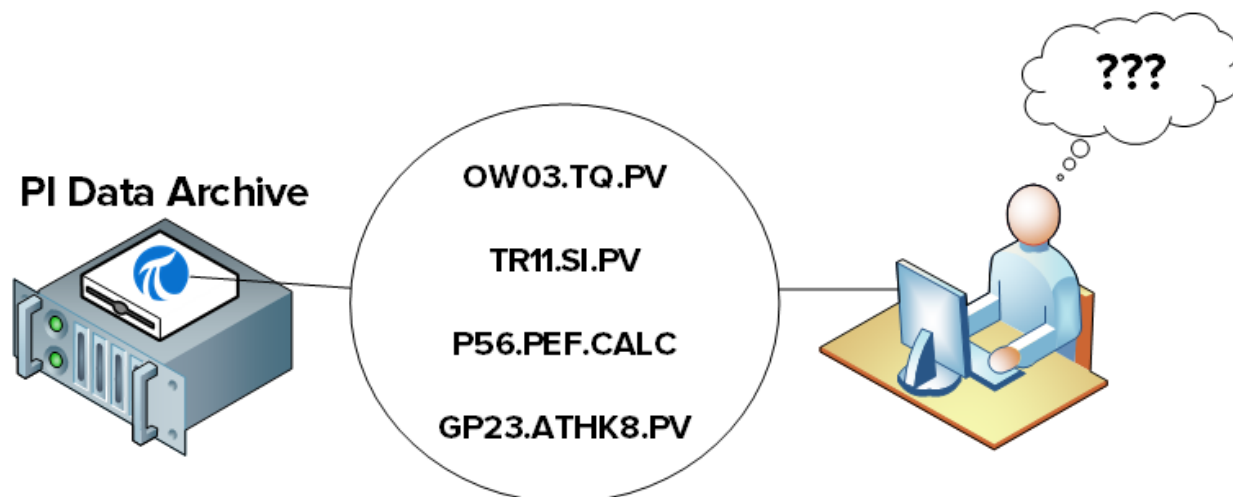 ???
PI Data Archive
OW03.TQ.PV
TR11.SI.PV
P56.PEF.CALC
GP23.ATHK8.PV